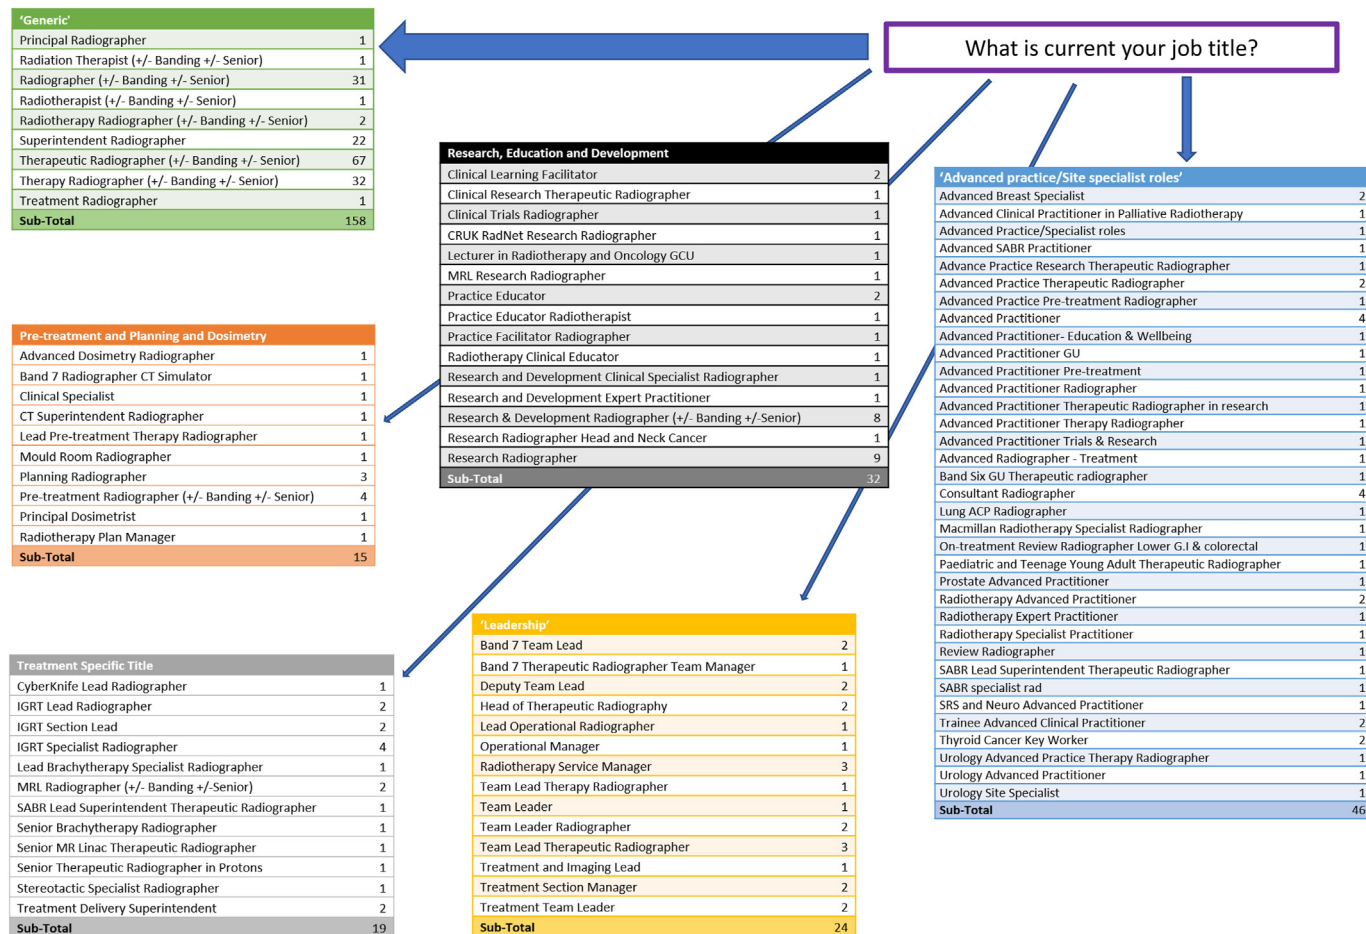 What is current your job title?
'Generic'
Principal Radiographer 1
Radiation Therapist (+/- Banding +/- Senior) 1
Radiographer (+/- Banding +/- Senior) 31
Radiotherapist (+/- Banding +/- Senior) 1
Radiotherapy Radiographer (+/- Banding +/- Senior) 2
Superintendent Radiographer 22
Therapeutic Radiographer (+/- Banding +/- Senior) 67
Therapy Radiographer (+/- Banding +/- Senior) 32
Treatment Radiographer 1
Sub-Total 158
Pre-treatment and Planning and Dosimetry
Advanced Dosimetry Radiographer 1
Band 7 Radiographer CT Simulator 1
Clinical Specialist 1
CT Superintendent Radiographer 1
Lead Pre-treatment Therapy Radiographer 1
Mould Room Radiographer 1
Planning Radiographer 3
Pre-treatment Radiographer (+/- Banding +/- Senior) 4
Principal Dosimetrist 1
Radiotherapy Plan Manager 1
Sub-Total 15
Treatment Specific Title
CyberKnife Lead Radiographer 1
IGRT Lead Radiographer 2
IGRT Section Lead 2
IGRT Specialist Radiographer 4
Lead Brachytherapy Specialist Radiographer 1
MRL Radiographer (+/- Banding +/-Senior) 2
SABR Lead Superintendent Therapeutic Radiographer 1
Senior Brachytherapy Radiographer 1
Senior MR Linac Therapeutic Radiographer 1
Senior Therapeutic Radiographer in Protons 1
Stereotactic Specialist Radiographer 1
Treatment Delivery Superintendent 2
Sub-Total 19
Research, Education and Development
Clinical Learning Facilitator 2
Clinical Research Therapeutic Radiographer 1
Clinical Trials Radiographer 1
CRUK RadNet Research Radiographer 1
Lecturer in Radiotherapy and Oncology GCU 1
MRL Research Radiographer 1
Practice Educator 2
Practice Educator Radiotherapist 1
Practice Facilitator Radiographer 1
Radiotherapy Clinical Educator 1
Research and Development Clinical Specialist Radiographer 1
Research and Development Expert Practitioner 1
Research & Development Radiographer (+/- Banding +/-Senior) 8
Research Radiographer Head and Neck Cancer 1
Research Radiographer 9
Sub-Total 32
'Leadership'
Band 7 Team Lead 2
Band 7 Therapeutic Radiographer Team Manager 1
Deputy Team Lead 2
Head of Therapeutic Radiography 2
Lead Operational Radiographer 1
Operational Manager 1
Radiotherapy Service Manager 3
Team Lead Therapy Radiographer 1
Team Leader 1
Team Leader Radiographer 2
Team Lead Therapeutic Radiographer 3
Treatment and Imaging Lead 1
Treatment Section Manager 2
Treatment Team Leader 2
Sub-Total 24
'Advanced practice/Site specialist roles'
Advanced Breast Specialist 2
Advanced Clinical Practitioner in Palliative Radiotherapy 1
Advanced Practice/Specialist roles 1
Advanced SABR Practitioner 1
Advance Practice Research Therapeutic Radiographer 1
Advanced Practice Therapeutic Radiographer 2
Advanced Practice Pre-treatment Radiographer 1
Advanced Practitioner 4
Advanced Practitioner- Education & Wellbeing 1
Advanced Practitioner GU 1
Advanced Practitioner Pre-treatment 1
Advanced Practitioner Radiographer 1
Advanced Practitioner Therapeutic Radiographer in research 1
Advanced Practitioner Therapy Radiographer 1
Advanced Practitioner Trials & Research 1
Advanced Radiographer - Treatment 1
Band Six GU Therapeutic radiographer 1
Consultant Radiographer 4
Lung ACP Radiographer 1
Macmillan Radiotherapy Specialist Radiographer 1
On-treatment Review Radiographer Lower G.I & colorectal 1
Paediatric and Teenage Young Adult Therapeutic Radiographer 1
Prostate Advanced Practitioner 1
Radiotherapy Advanced Practitioner 2
Radiotherapy Expert Practitioner 1
Radiotherapy Specialist Practitioner 1
Review Radiographer 1
SABR Lead Superintendent Therapeutic Radiographer 1
SABR specialist rad 1
SRS and Neuro Advanced Practitioner 1
Trainee Advanced Clinical Practitioner 2
Thyroid Cancer Key Worker 2
Urology Advanced Practice Therapy Radiographer 1
Urology Advanced Practitioner 1
Urology Site Specialist 1
Sub-Total 46